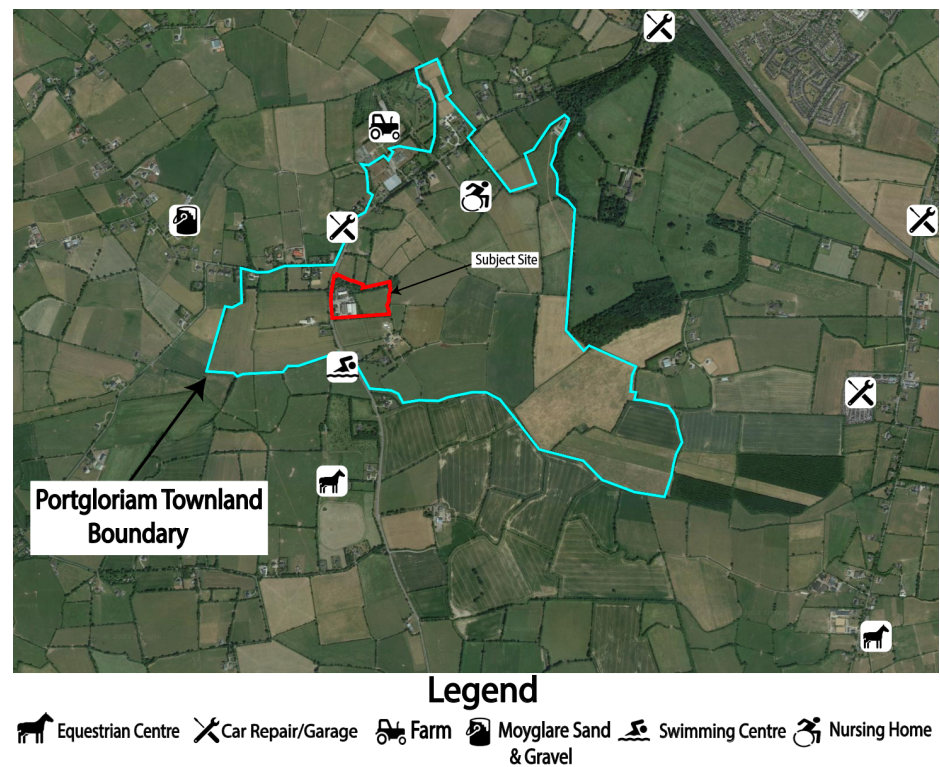 Subject Site
Portgloriam Townland
Boundary
Legend
Equestrian Centre
Car Repair/Garage
Farm
Moyglare Sand
& Gravel
Swimming Centre
Nursing Home